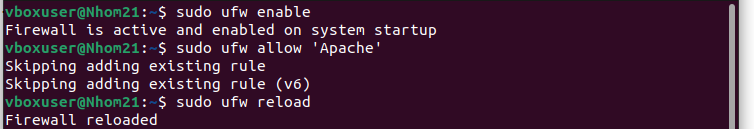 vboxuser@Nhom21:~$ sudo ufw enable
Firewall is active and enabled on system startup
vboxuser@Nhom21:~$ sudo ufw allow 'Apache'
Skipping adding existing rule
Skipping adding existing rule (v6)
vboxuser@Nhom21:~$ sudo ufw reload
Firewall reloaded